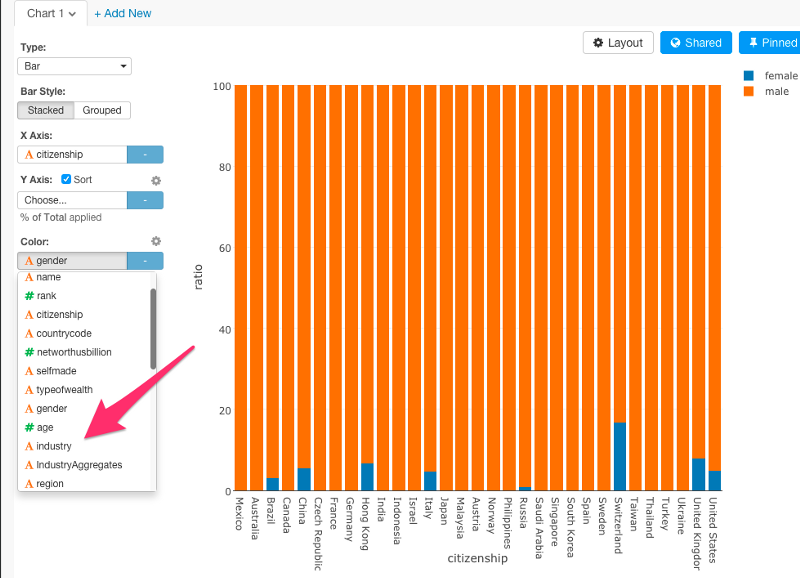 Chart 1
+ Add New
Layout
Shared
Pinned
Type:
Bar
Bar Style:
Stacked
Grouped
X Axis:
A citizenship
-
Y Axis:
Sort
Choose...
-
% of Total applied
Color:
A gender
-
A name
# rank
A citizenship
A countrycode
# networthusbillion
A selfmade
A typeofwealth
A gender
# age
A industry
A IndustryAggregates
A region
female
male
ratio
100
80
60
40
20
0
Mexico
Australia
Brazil
Canada
China
Czech Republic
France
Germany
Hong Kong
India
Indonesia
Israel
Italy
Japan
Malaysia
Austria
Norway
Philippines
Russia
Saudi Arabia
Singapore
South Korea
Spain
Sweden
Switzerland
Taiwan
Thailand
Turkey
Ukraine
United Kingdom
United States
citizenship